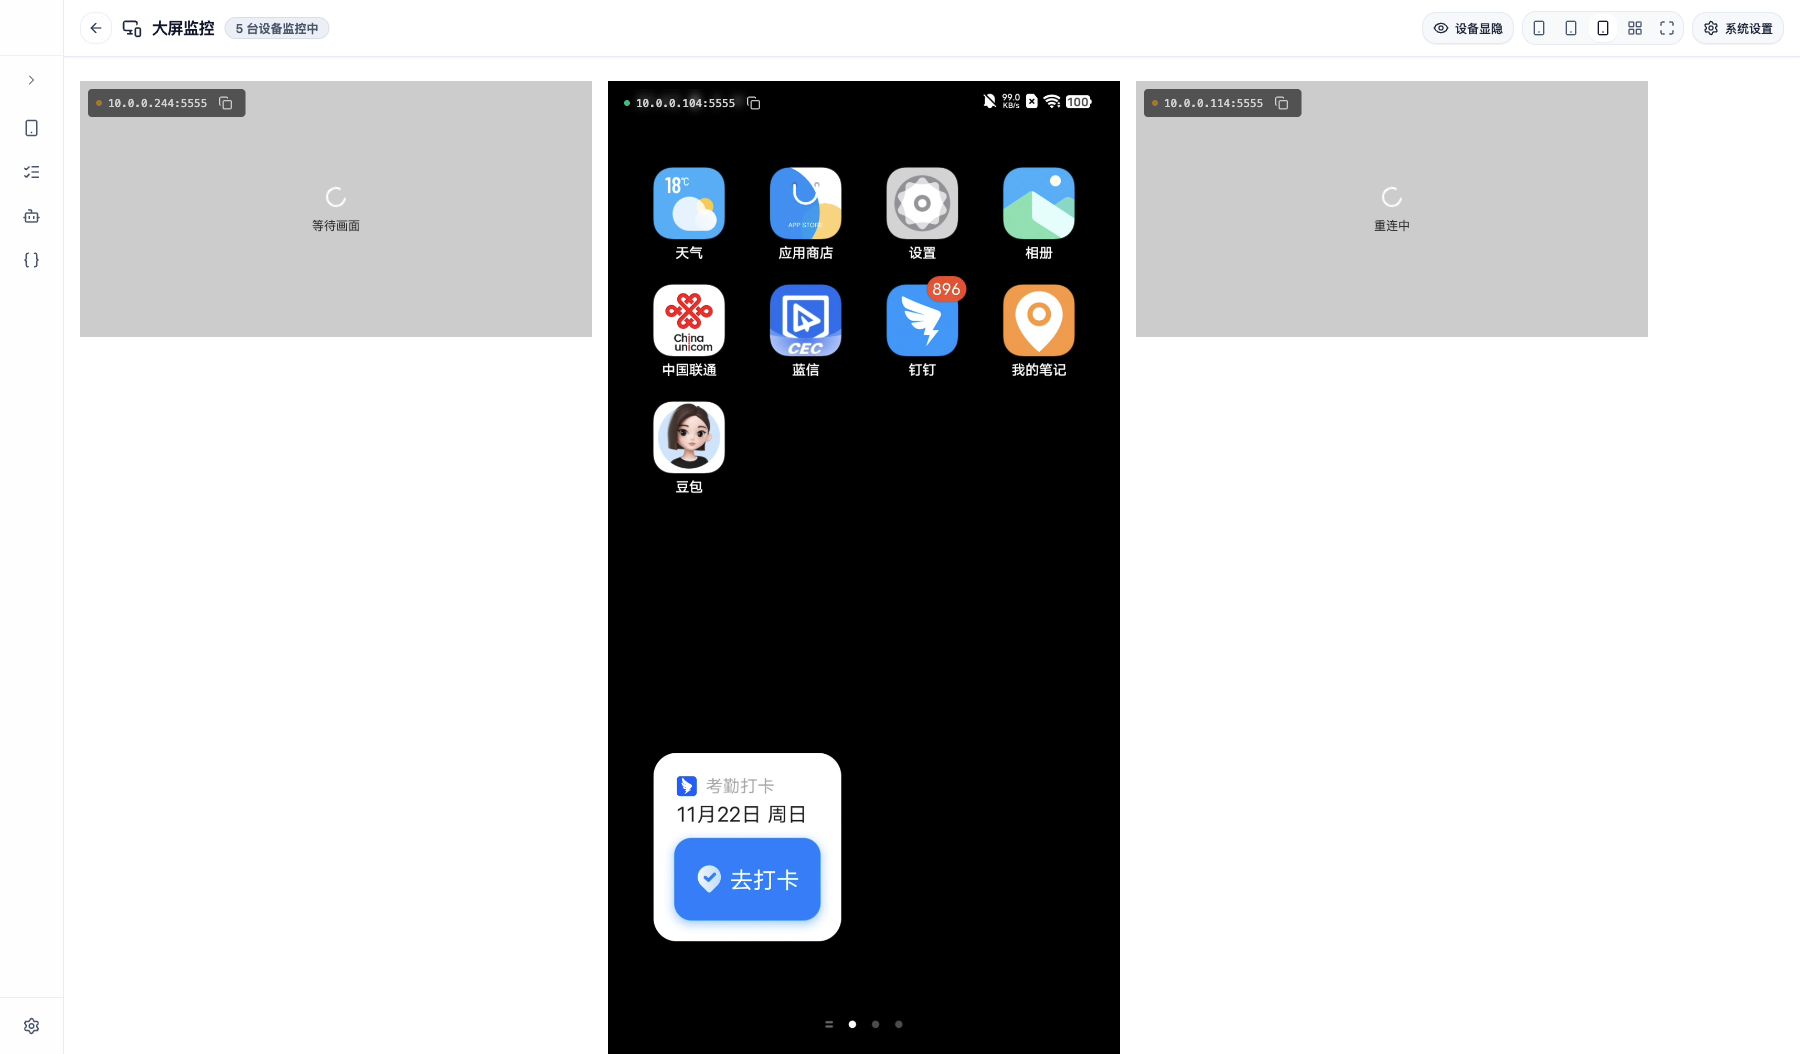 大屏监控
5 台设备监控中
设备显隐
系统设置
10.0.0.244:5555
等待画面
10.0.0.104:5555
99.0
KB/s
100
18℃
天气
APP STORE
应用商店
设置
相册
China
unicom
中国联通
CEC
蓝信
896
钉钉
我的笔记
豆包
考勤打卡
11月22日 周日
去打卡
10.0.0.114:5555
重连中